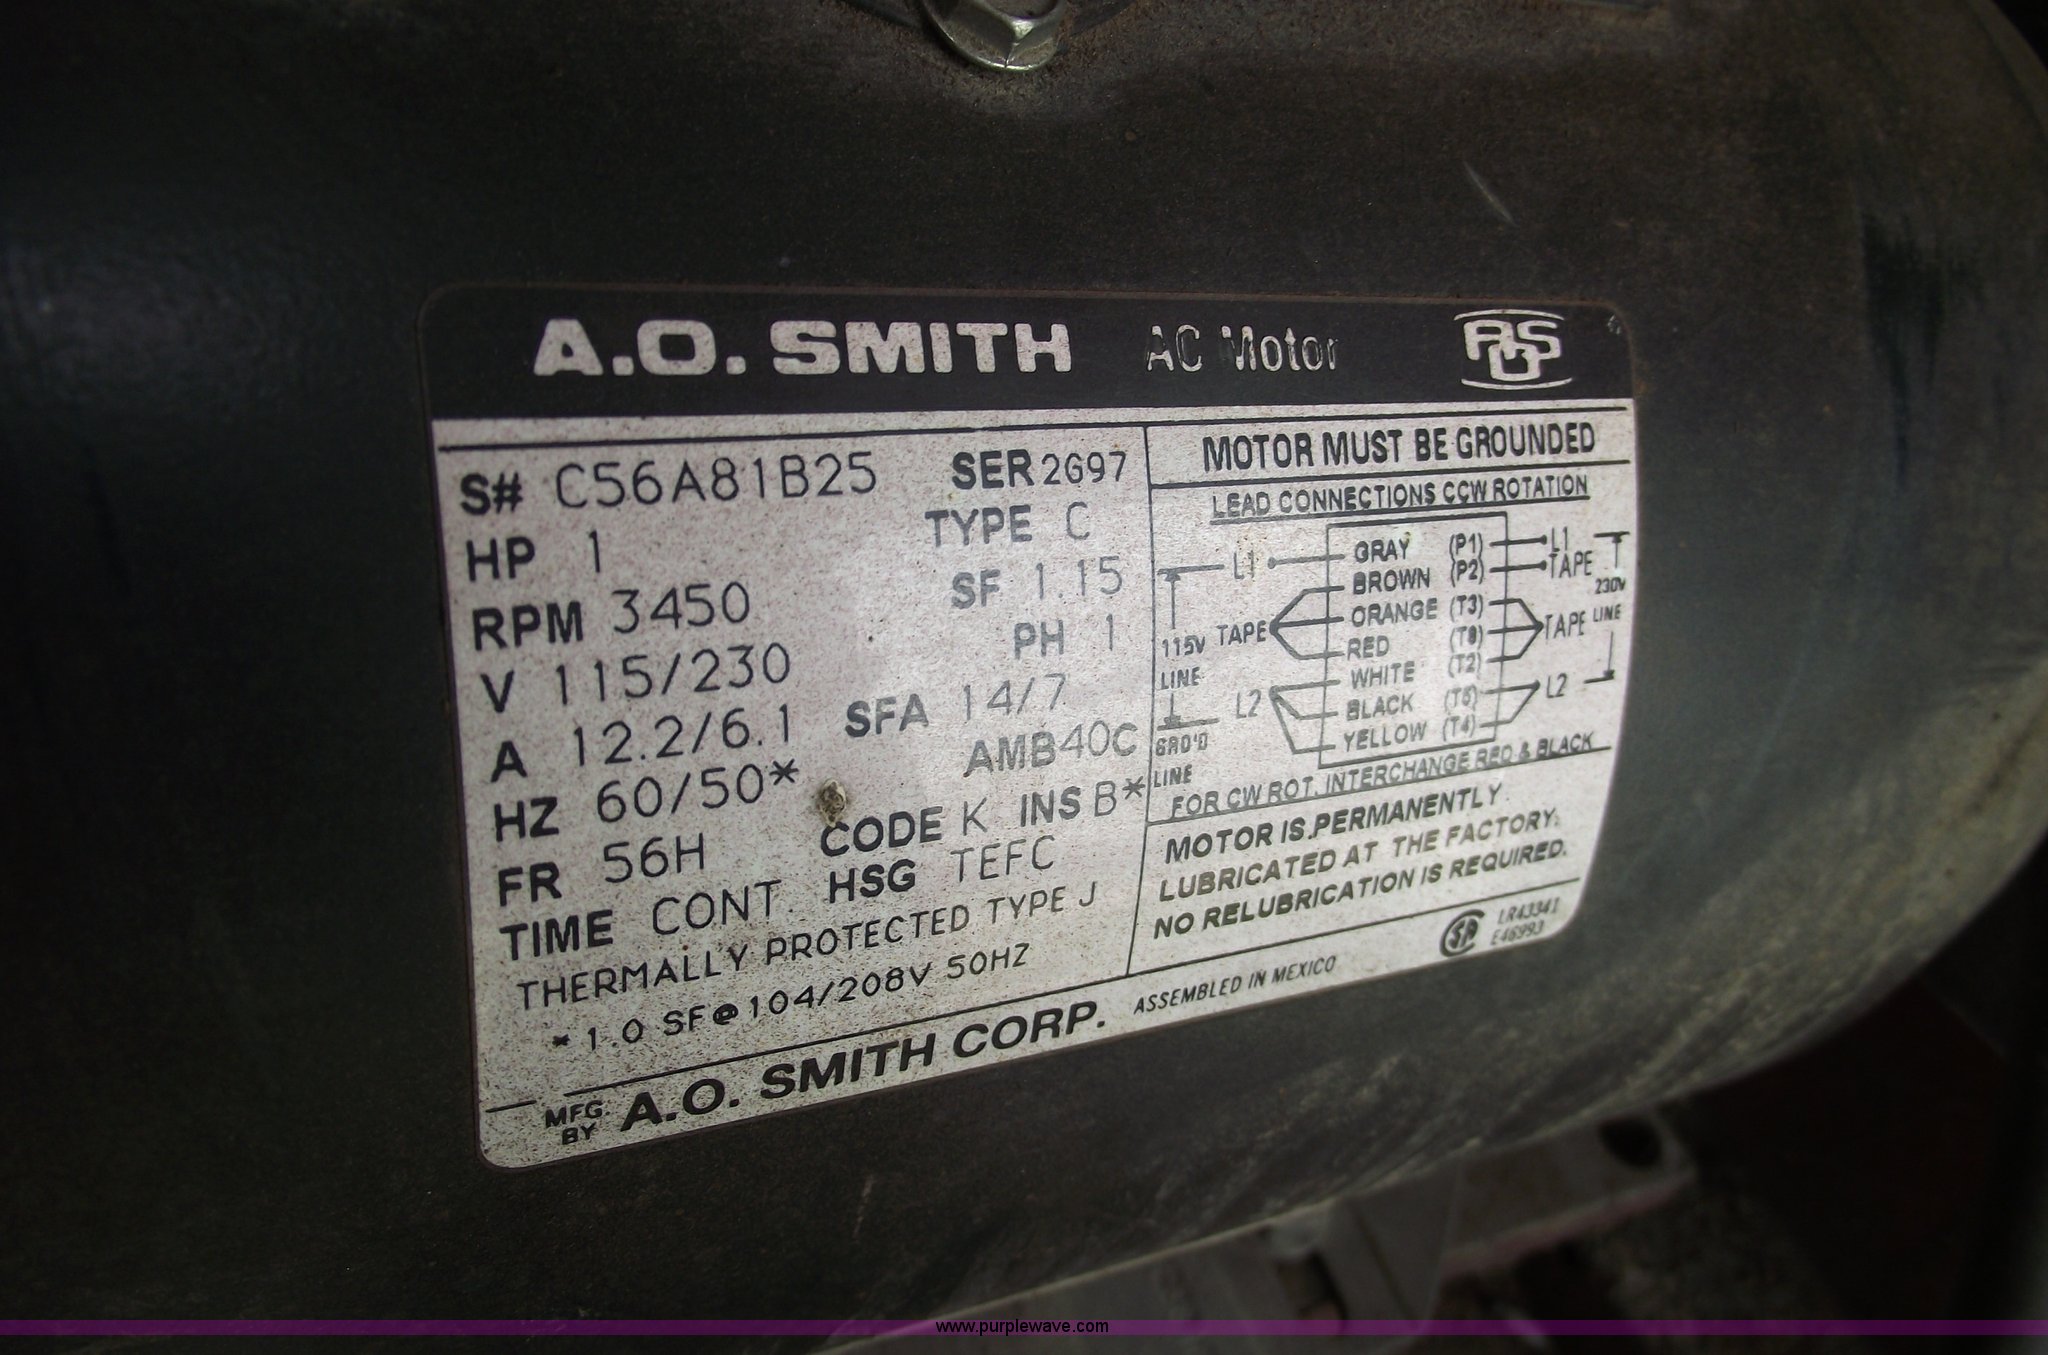 A.O. SMITH AC Motor
S# C56A81B25 SER 2G97
HP 1 TYPE C
RPM 3450 SF 1.15
V 115/230 PH 1
A 12.2/6.1 SFA 14/7
HZ 60/50* AMB 40C
FR 56H CODE K INS B*
TIME CONT. HSG TEFC
THERMALLY PROTECTED TYPE J
*1.0 SF@104/208V 50HZ
MOTOR MUST BE GROUNDED
LEAD CONNECTIONS CCW ROTATION
L1 GRAY (P1) L1
BROWN (P2) TAPE
230V
115V TAPE ORANGE (T3) TAPE LINE
RED (T8)
LINE WHITE (T2)
L2 BLACK (T5) L2
GRD'D YELLOW (T4)
LINE
FOR CW ROT. INTERCHANGE RED & BLACK
MOTOR IS PERMANENTLY
LUBRICATED AT THE FACTORY.
NO RELUBRICATION IS REQUIRED.
SA LR43341
E46993
MFG. BY A.O. SMITH CORP. ASSEMBLED IN MEXICO
www.purplewave.com